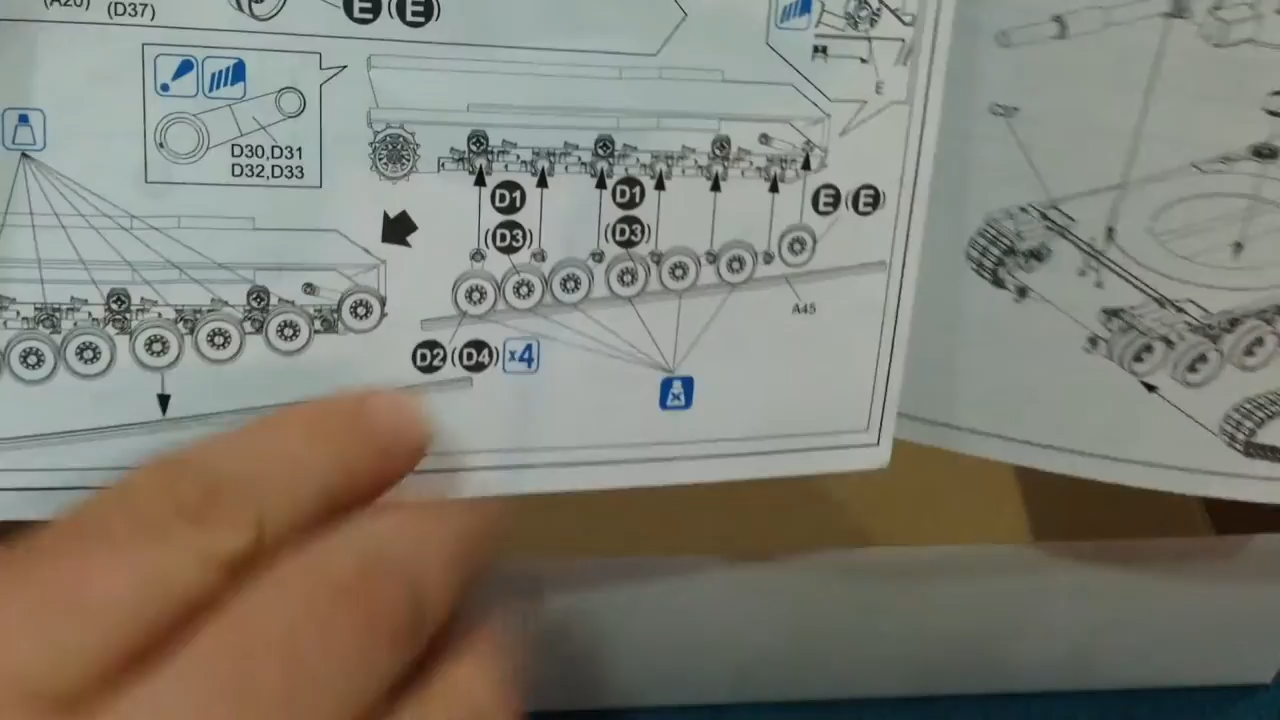 (A20)
(D37)
E (E)
E
D30,D31
D32,D33
D1
D1
(D3)
(D3)
E (E)
A45
D2 (D4) x4